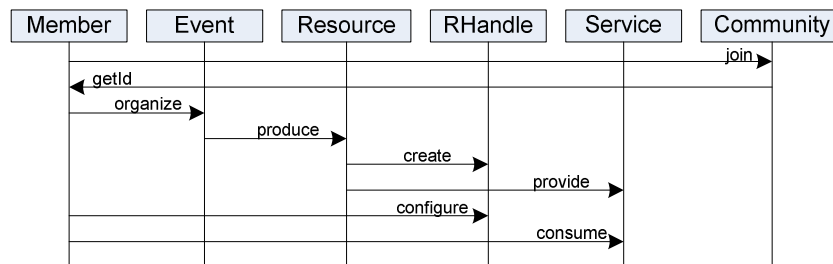 Member Event Resource RHandle Service Community
join
getId
organize
produce
create
provide
configure
consume